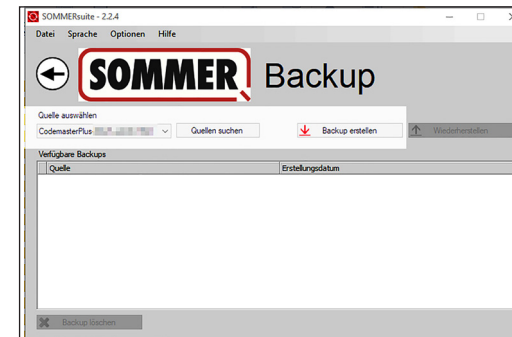 SOMMERsuite - 2.2.4
Datei Sprache Optionen Hilfe
SOMMER Backup
Quelle auswählen
CodemasterPlus Quellen suchen Backup erstellen Wiederherstellen
Verfügbare Backups
Quelle Erstellungsdatum
Backup löschen